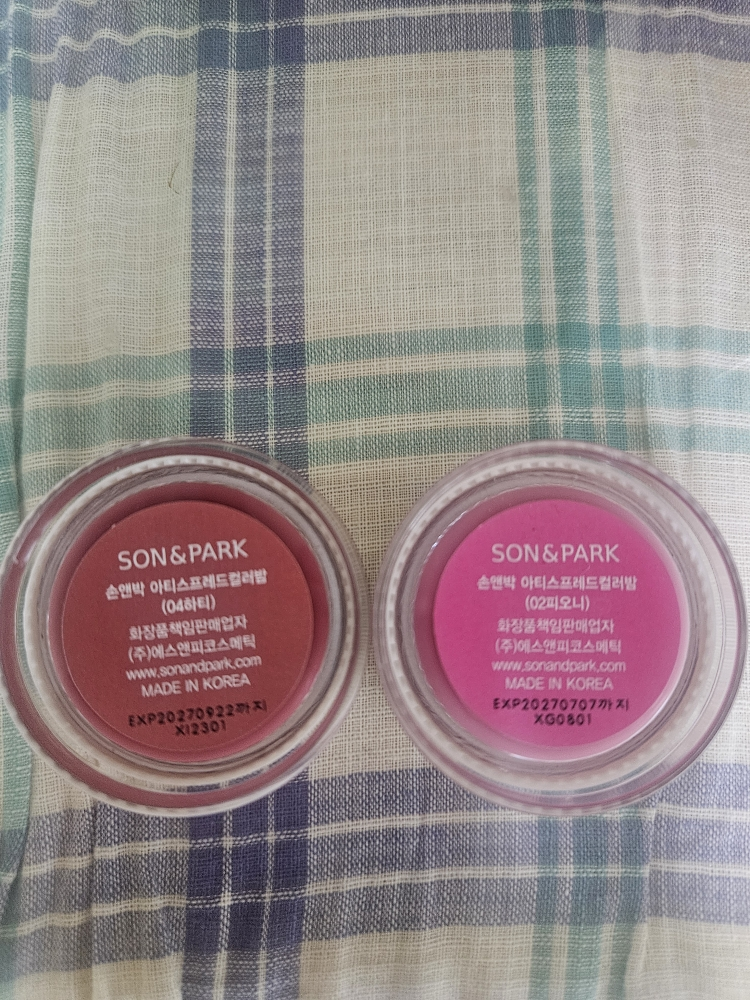 SON&PARK
손앤박 아티스프레드컬러밤
(04하티)
화장품책임판매업자
(주)에스앤피코스메틱
www.sonandpark.com
MADE IN KOREA
EXP20270922까지
XI2301
SON&PARK
손앤박 아티스프레드컬러밤
(02피오니)
화장품책임판매업자
(주)에스앤피코스메틱
www.sonandpark.com
MADE IN KOREA
EXP20270707까지
XG0801